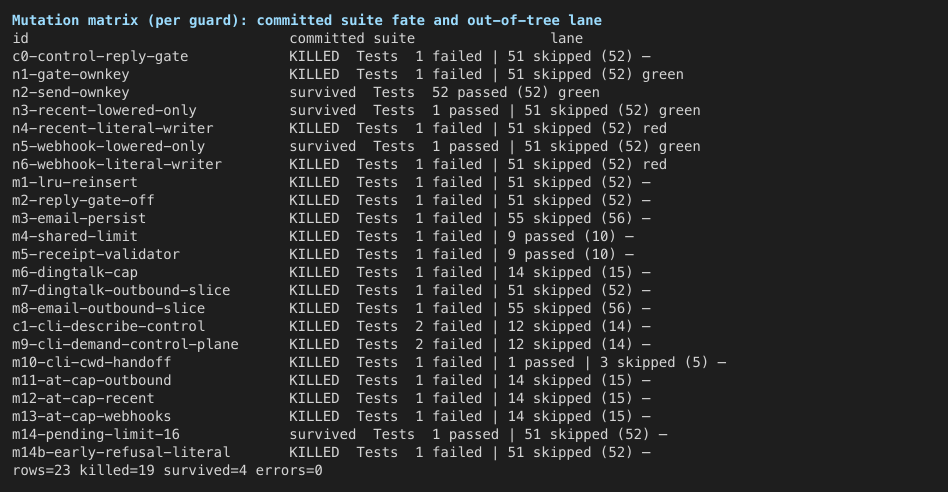 Mutation matrix (per guard): committed suite fate and out-of-tree lane
id committed suite lane
c0-control-reply-gate KILLED Tests 1 failed | 51 skipped (52) —
n1-gate-ownkey KILLED Tests 1 failed | 51 skipped (52) green
n2-send-ownkey survived Tests 52 passed (52) green
n3-recent-lowered-only survived Tests 1 passed | 51 skipped (52) green
n4-recent-literal-writer KILLED Tests 1 failed | 51 skipped (52) red
n5-webhook-lowered-only survived Tests 1 passed | 51 skipped (52) green
n6-webhook-literal-writer KILLED Tests 1 failed | 51 skipped (52) red
m1-lru-reinsert KILLED Tests 1 failed | 51 skipped (52) —
m2-reply-gate-off KILLED Tests 1 failed | 51 skipped (52) —
m3-email-persist KILLED Tests 1 failed | 55 skipped (56) —
m4-shared-limit KILLED Tests 1 failed | 9 passed (10) —
m5-receipt-validator KILLED Tests 1 failed | 9 passed (10) —
m6-dingtalk-cap KILLED Tests 1 failed | 14 skipped (15) —
m7-dingtalk-outbound-slice KILLED Tests 1 failed | 51 skipped (52) —
m8-email-outbound-slice KILLED Tests 1 failed | 55 skipped (56) —
c1-cli-describe-control KILLED Tests 2 failed | 12 skipped (14) —
m9-cli-demand-control-plane KILLED Tests 2 failed | 12 skipped (14) —
m10-cli-cwd-handoff KILLED Tests 1 failed | 1 passed | 3 skipped (5) —
m11-at-cap-outbound KILLED Tests 1 failed | 14 skipped (15) —
m12-at-cap-recent KILLED Tests 1 failed | 14 skipped (15) —
m13-at-cap-webhooks KILLED Tests 1 failed | 14 skipped (15) —
m14-pending-limit-16 survived Tests 1 passed | 51 skipped (52) —
m14b-early-refusal-literal KILLED Tests 1 failed | 51 skipped (52) —
rows=23 killed=19 survived=4 errors=0